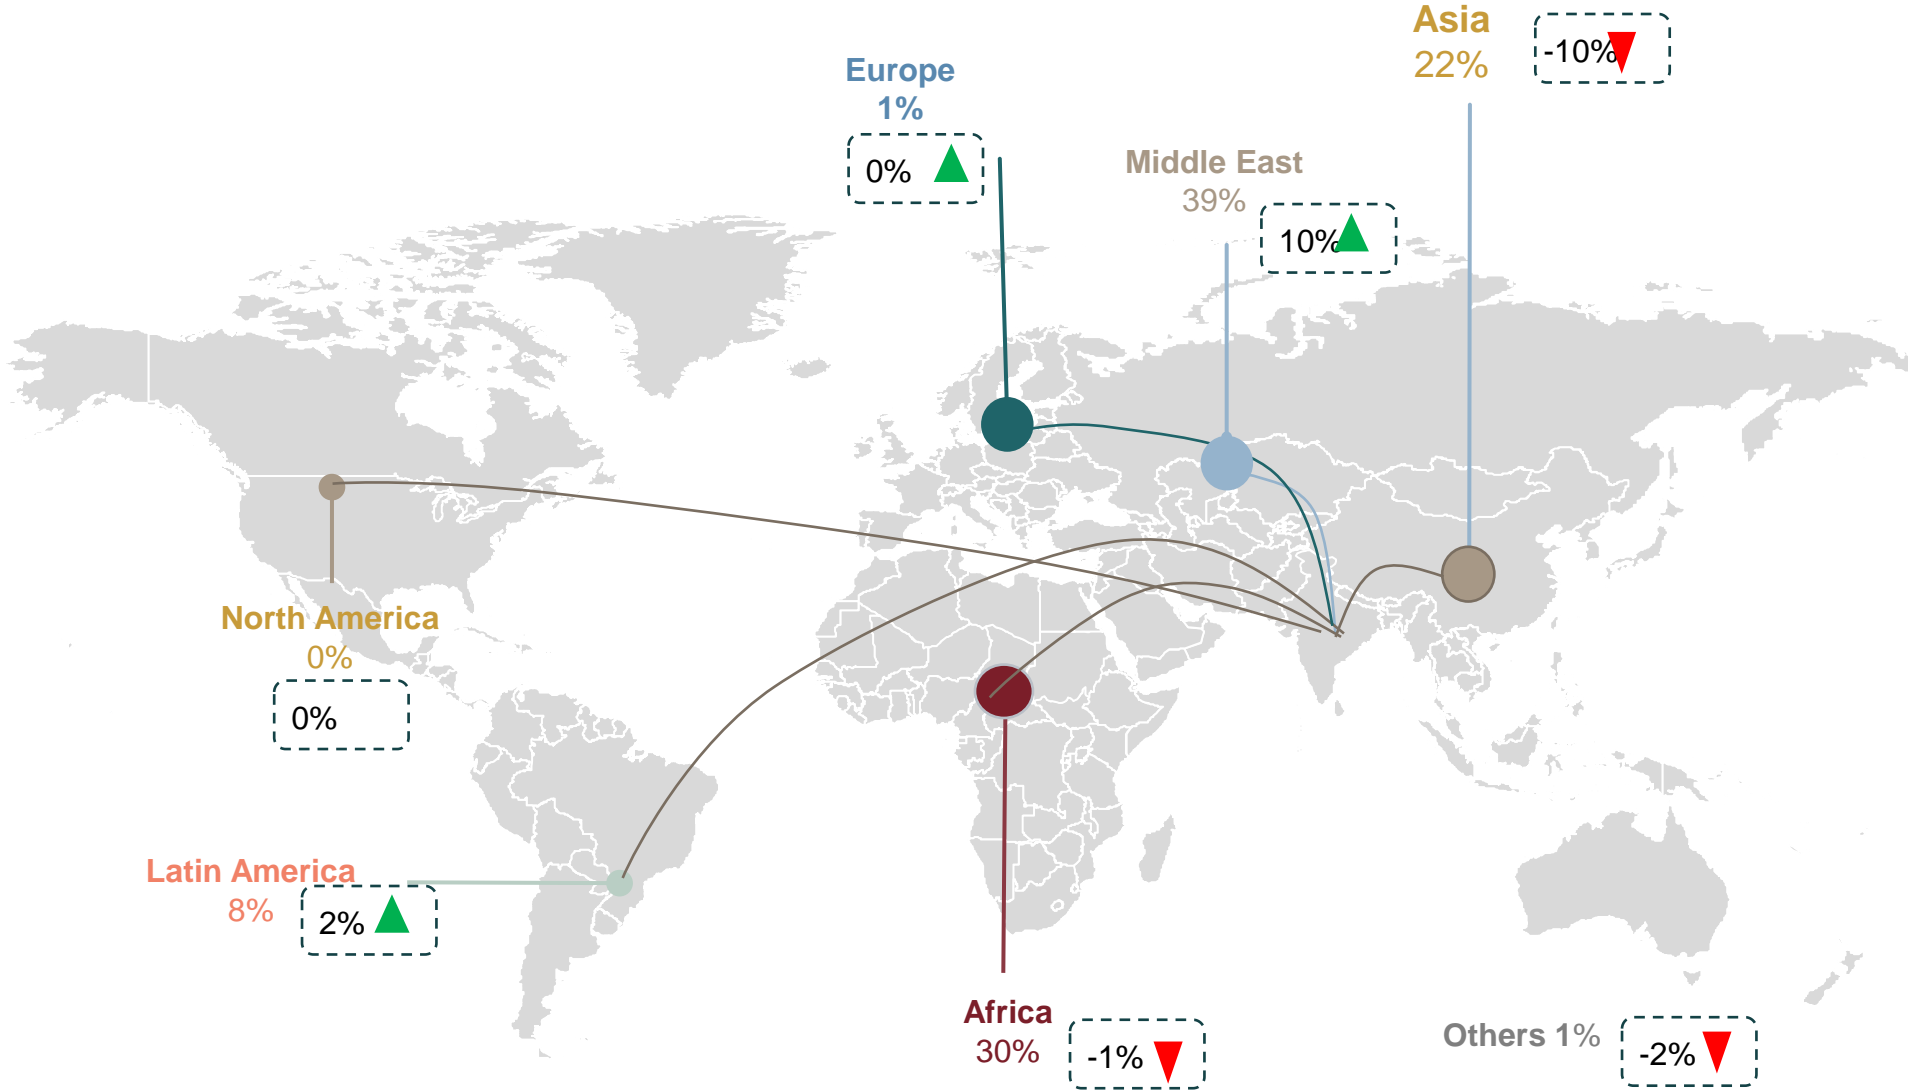 Asia
22%
-10%
Europe
1%
0%
Middle East
39%
10%
North America
0%
0%
Latin America
8%
2%
Africa
30%
-1%
Others 1%
-2%